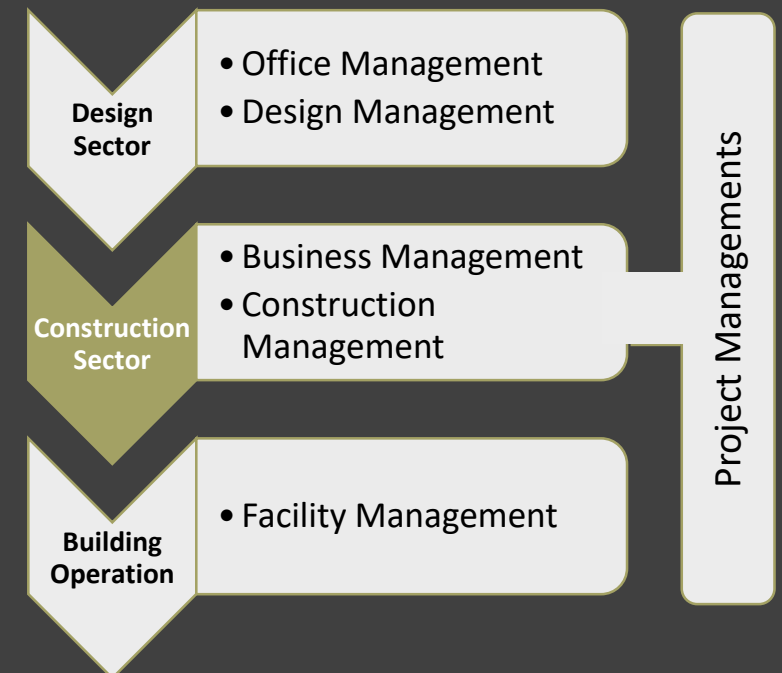 Design
Sector
• Office Management
• Design Management
Construction
Sector
• Business Management
• Construction
Management
Building
Operation
• Facility Management
Project Managements